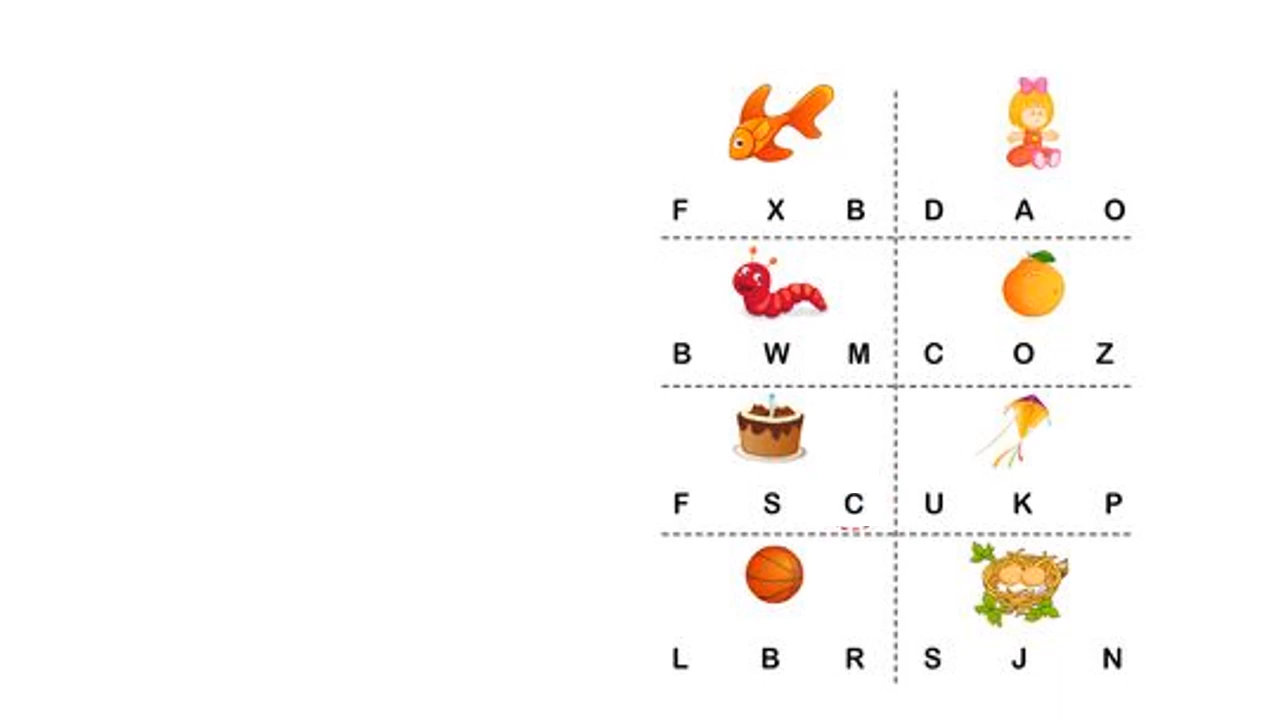 F X B D A O
B W M C O Z
F S C U K P
L B R S J N